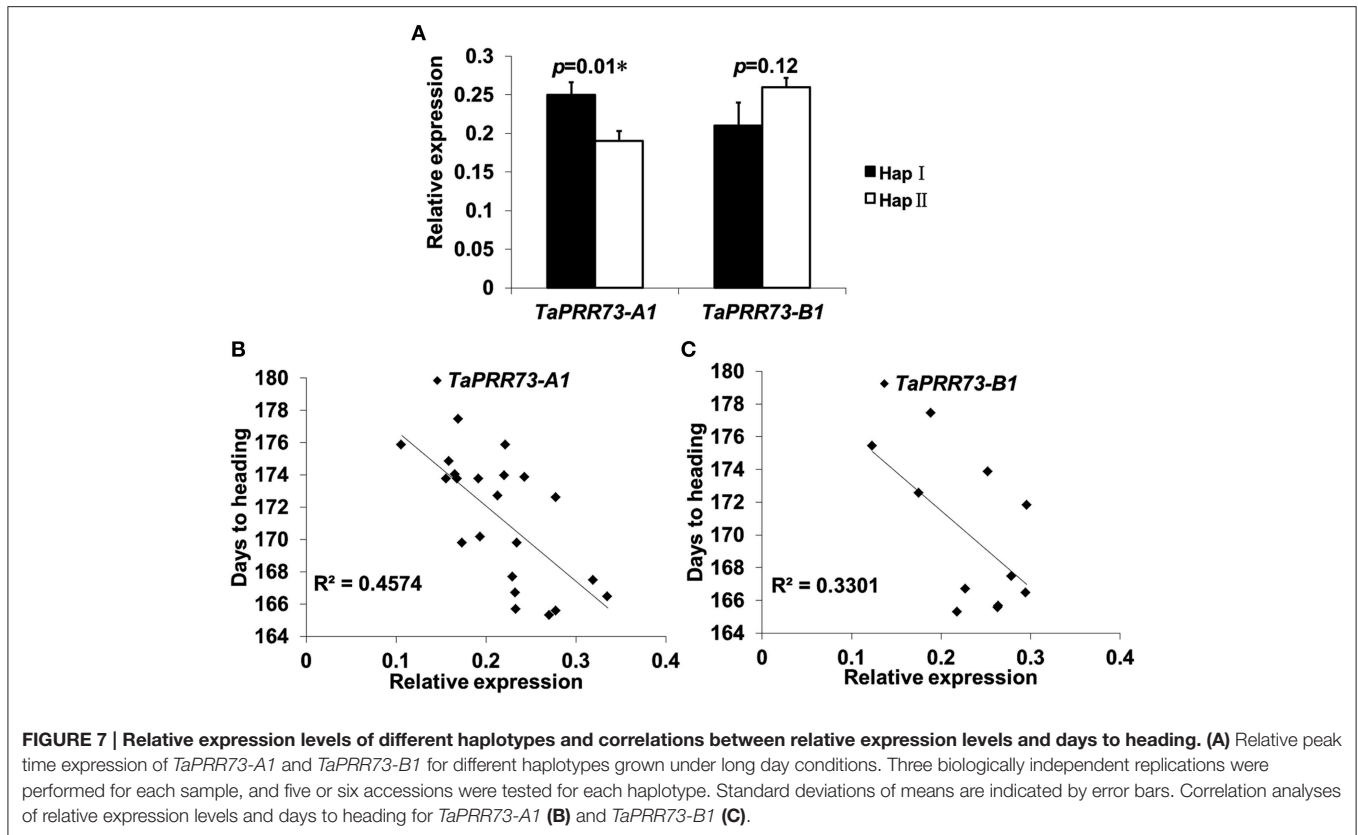 A
0.3
0.25
0.2
0.15
0.1
0.05
0
Relative expression
p=0.01*
p=0.12
Hap I
Hap II
TaPRR73-A1
TaPRR73-B1
B
180
178
176
174
172
170
168
166
164
Days to heading
TaPRR73-A1
R² = 0.4574
0 0.1 0.2 0.3 0.4
Relative expression
C
180
178
176
174
172
170
168
166
164
Days to heading
TaPRR73-B1
R² = 0.3301
0 0.1 0.2 0.3 0.4
Relative expression
FIGURE 7 | Relative expression levels of different haplotypes and correlations between relative expression levels and days to heading. (A) Relative peak
time expression of TaPRR73-A1 and TaPRR73-B1 for different haplotypes grown under long day conditions. Three biologically independent replications were
performed for each sample, and five or six accessions were tested for each haplotype. Standard deviations of means are indicated by error bars. Correlation analyses
of relative expression levels and days to heading for TaPRR73-A1 (B) and TaPRR73-B1 (C).